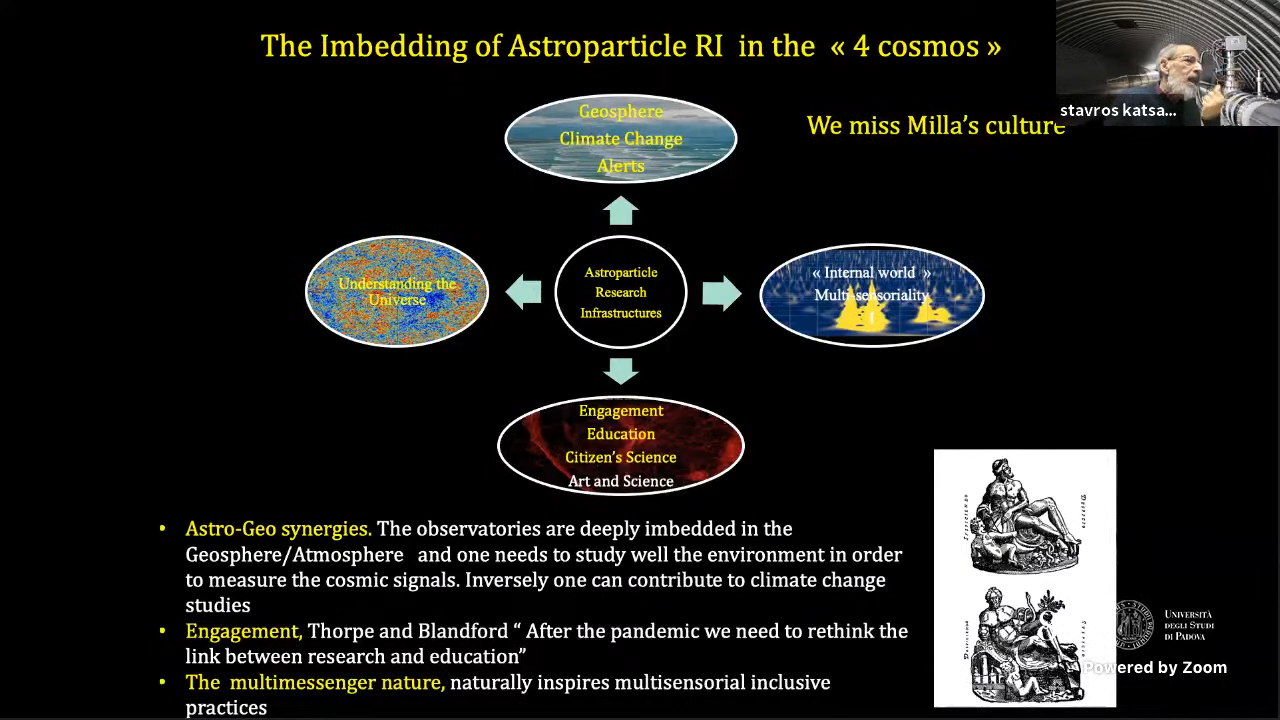 The Imbedding of Astroparticle RI in the « 4 cosmos »
stavros katsa...
We miss Milla's culture
Geosphere
Climate Change
Alerts
Understanding the
Universe
Astroparticle
Research
Infrastructures
« Internal world »
Multi-sensoriality
Engagement
Education
Citizen's Science
Art and Science
• Astro-Geo synergies. The observatories are deeply imbedded in the
Geosphere/Atmosphere and one needs to study well the environment in order
to measure the cosmic signals. Inversely one can contribute to climate change
studies
• Engagement, Thorpe and Blandford “ After the pandemic we need to rethink the
link between research and education”
• The multimessenger nature, naturally inspires multisensorial inclusive
practices
UNIVERSITÀ
DEGLI STUDI
DI PADOVA
Powered by Zoom